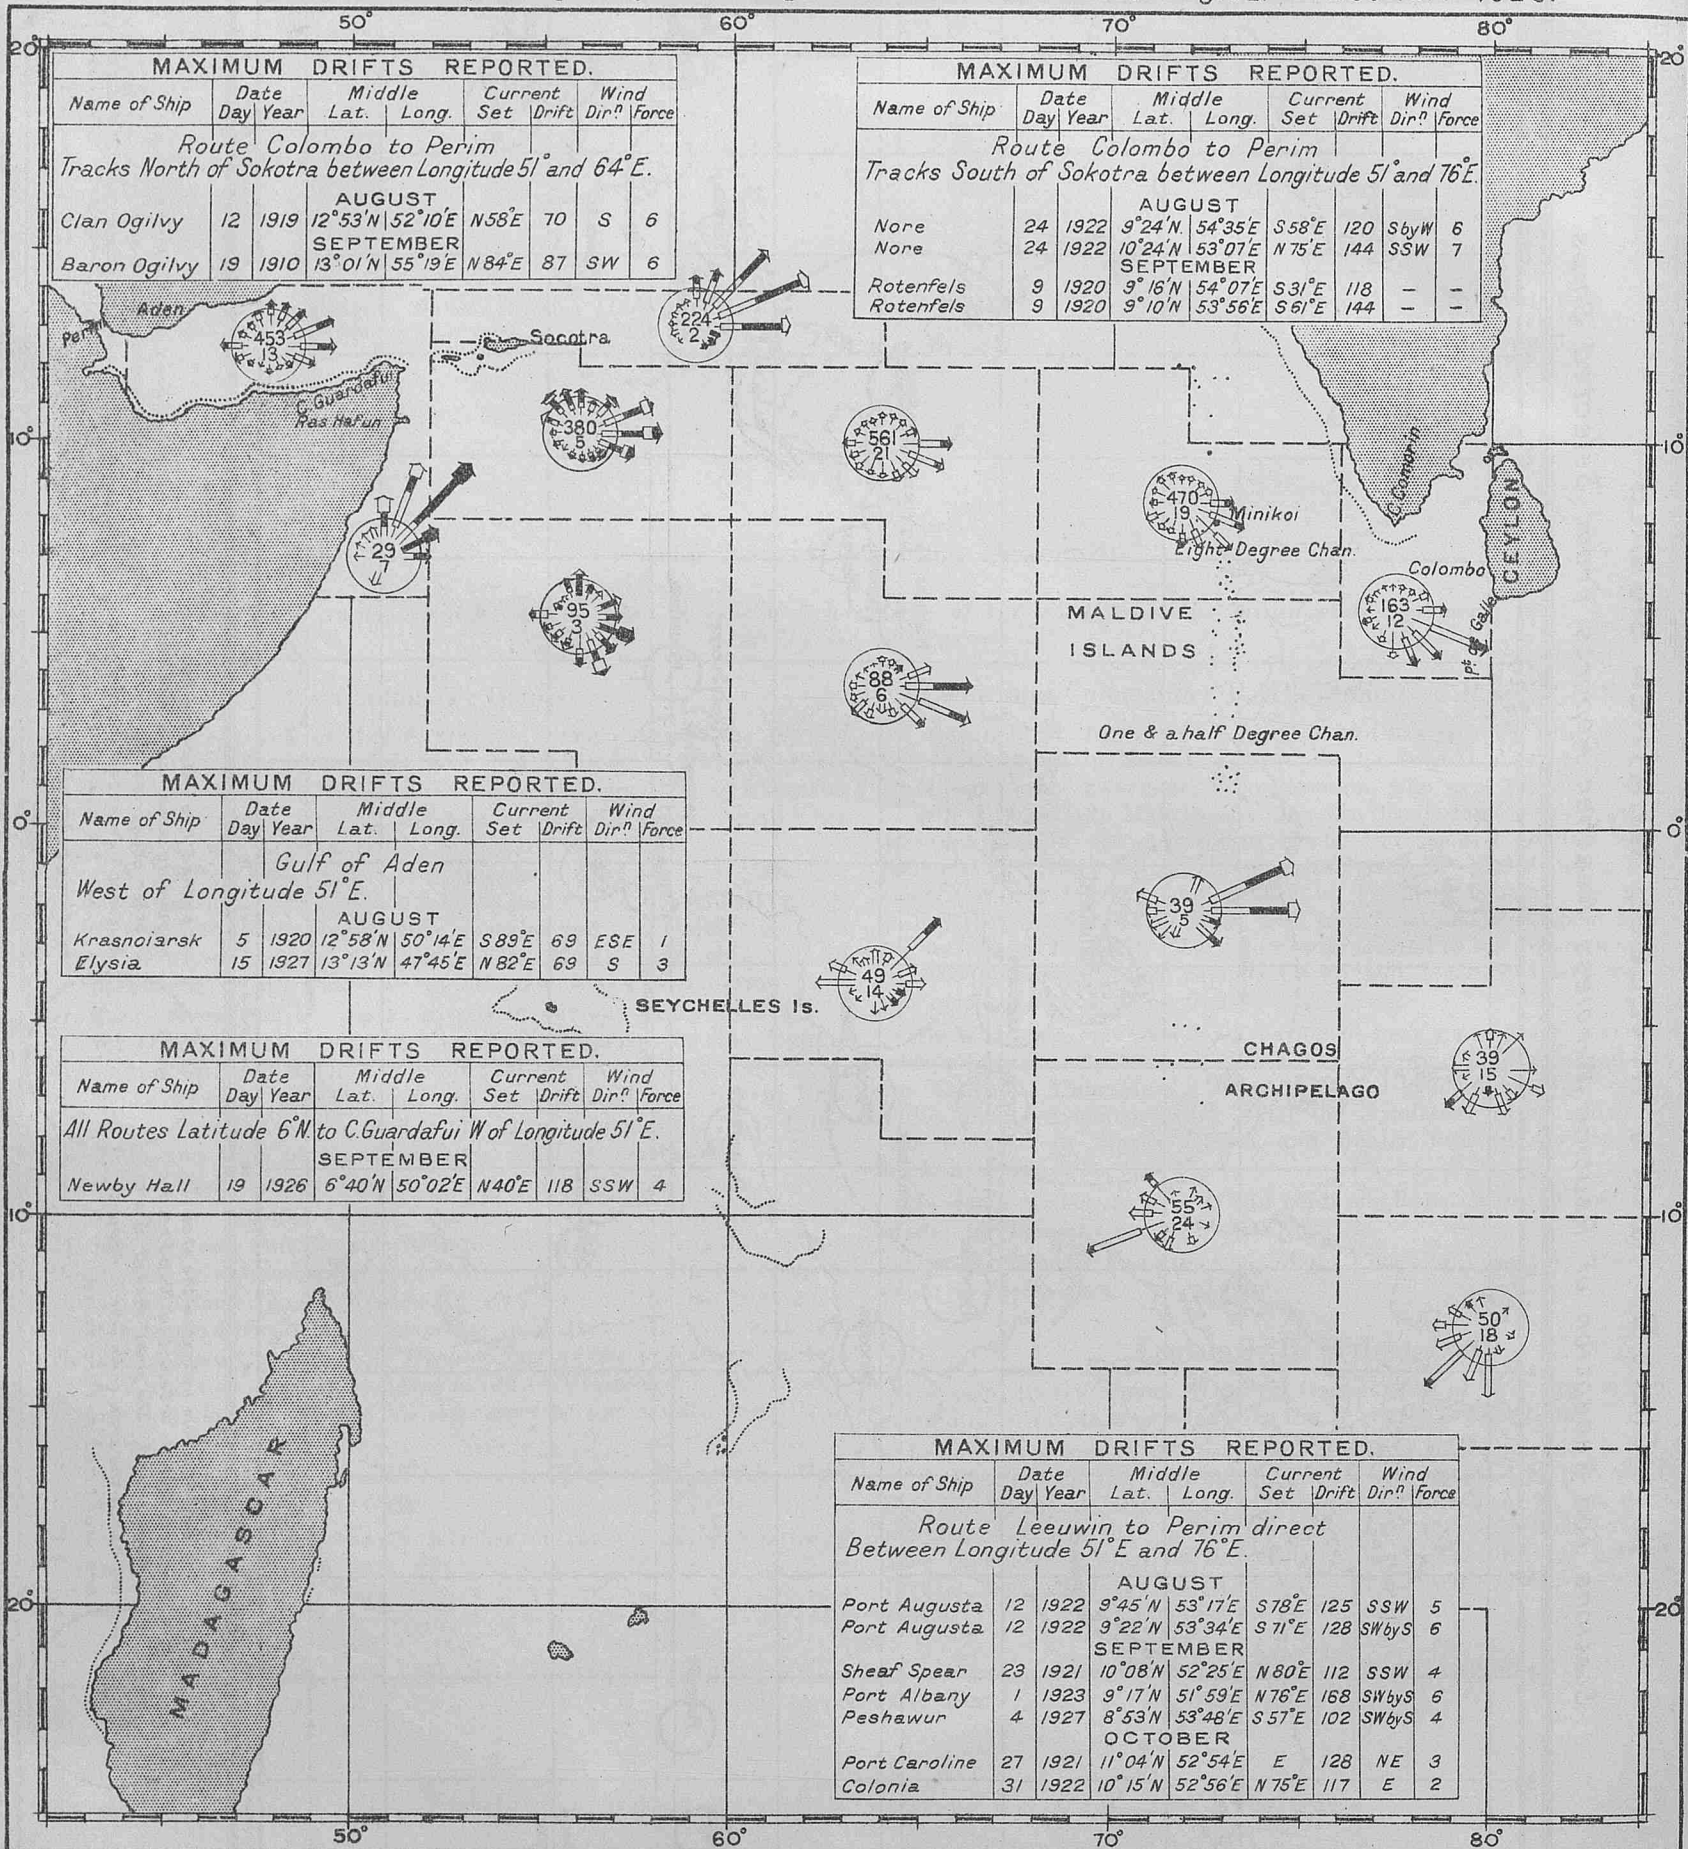 50° 60° 70° 80°
20° 20°
MAXIMUM DRIFTS REPORTED.
Name of Ship Date Middle Current Wind
Day Year Lat. Long. Set Drift Dirⁿ Force
Route Colombo to Perim
Tracks North of Sokotra between Longitude 51° and 64°E.
AUGUST
Clan Ogilvy 12 1919 12°53'N 52°10'E N58°E 70 S 6
SEPTEMBER
Baron Ogilvy 19 1910 13°01'N 55°19'E N84°E 87 SW 6
MAXIMUM DRIFTS REPORTED.
Name of Ship Date Middle Current Wind
Day Year Lat. Long. Set Drift Dirⁿ Force
Route Colombo to Perim
Tracks South of Sokotra between Longitude 51° and 76°E.
AUGUST
Nore 24 1922 9°24'N. 54°35'E S58°E 120 SbyW 6
Nore 24 1922 10°24'N 53°07'E N75°E 144 SSW 7
SEPTEMBER
Rotenfels 9 1920 9°16'N 54°07'E S31°E 118 – –
Rotenfels 9 1920 9°10'N 53°56'E S61°E 144 – –
Perim
Aden
453
13
224
2
Socotra
C. Guardafui
Ras Hafun
10° 10°
380
5
561
21
470
19
Minikoi
Eight Degree Chan.
C. Comorin
CEYLON
Colombo
Pt. de Galle
29
7
95
3
163
12
MALDIVE
ISLANDS
88
6
One & a half Degree Chan.
0° 0°
MAXIMUM DRIFTS REPORTED.
Name of Ship Date Middle Current Wind
Day Year Lat. Long. Set Drift Dirⁿ Force
Gulf of Aden
West of Longitude 51°E.
AUGUST
Krasnoiarsk 5 1920 12°58'N 50°14'E S89°E 69 ESE 1
Elysia 15 1927 13°13'N 47°45'E N82°E 69 S 3
39
5
49
14
SEYCHELLES Is.
MAXIMUM DRIFTS REPORTED.
Name of Ship Date Middle Current Wind
Day Year Lat. Long. Set Drift Dirⁿ Force
All Routes Latitude 6°N. to C.Guardafui W of Longitude 51°E.
SEPTEMBER
Newby Hall 19 1926 6°40'N 50°02'E N40°E 118 SSW 4
CHAGOS
ARCHIPELAGO
39
15
10° 10°
55
24
50
18
MADAGASCAR
MAXIMUM DRIFTS REPORTED.
Name of Ship Date Middle Current Wind
Day Year Lat. Long. Set Drift Dirⁿ Force
Route Leeuwin to Perim direct
Between Longitude 51°E and 76°E.
AUGUST
Port Augusta 12 1922 9°45'N 53°17'E S78°E 125 SSW 5
Port Augusta 12 1922 9°22'N 53°34'E S71°E 128 SWbyS 6
SEPTEMBER
Sheaf Spear 23 1921 10°08'N 52°25'E N80°E 112 SSW 4
Port Albany 1 1923 9°17'N 51°59'E N76°E 168 SWbyS 6
Peshawur 4 1927 8°53'N 53°48'E S57°E 102 SWbyS 4
OCTOBER
Port Caroline 27 1921 11°04'N 52°54'E E 128 NE 3
Colonia 31 1922 10°15'N 52°56'E N75°E 117 E 2
20° 20°
50° 60° 70° 80°